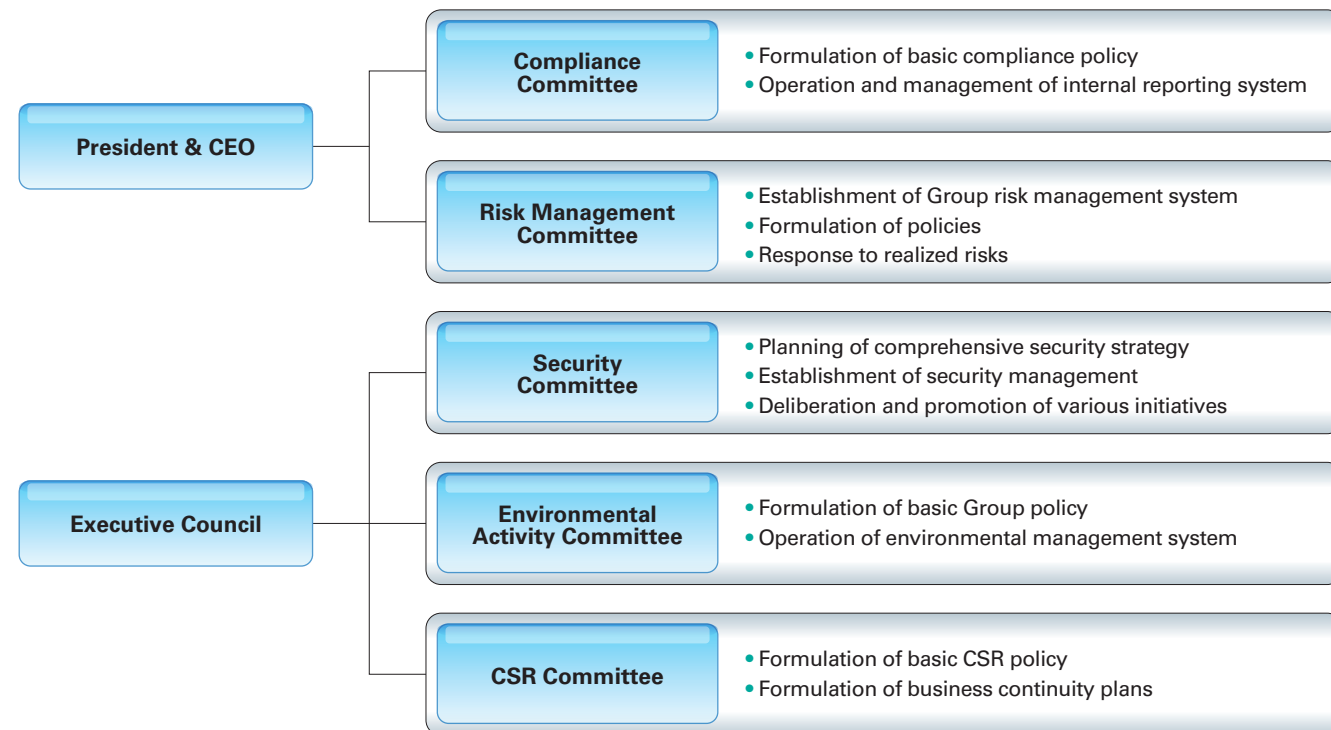 President & CEO
Compliance
Committee
• Formulation of basic compliance policy
• Operation and management of internal reporting system
Risk Management
Committee
• Establishment of Group risk management system
• Formulation of policies
• Response to realized risks
Executive Council
Security
Committee
• Planning of comprehensive security strategy
• Establishment of security management
• Deliberation and promotion of various initiatives
Environmental
Activity Committee
• Formulation of basic Group policy
• Operation of environmental management system
CSR Committee
• Formulation of basic CSR policy
• Formulation of business continuity plans